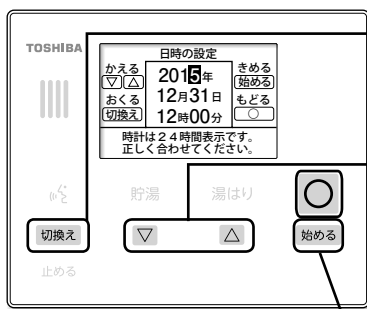 TOSHIBA
日時の設定
かえる
▽△
おくる
切換え
2015年
12月31日
12時00分
きめる
始める
もどる
○
時計は24時間表示です。
正しく合わせてください。
貯湯
湯はり
切換え
▽
△
始める
止める